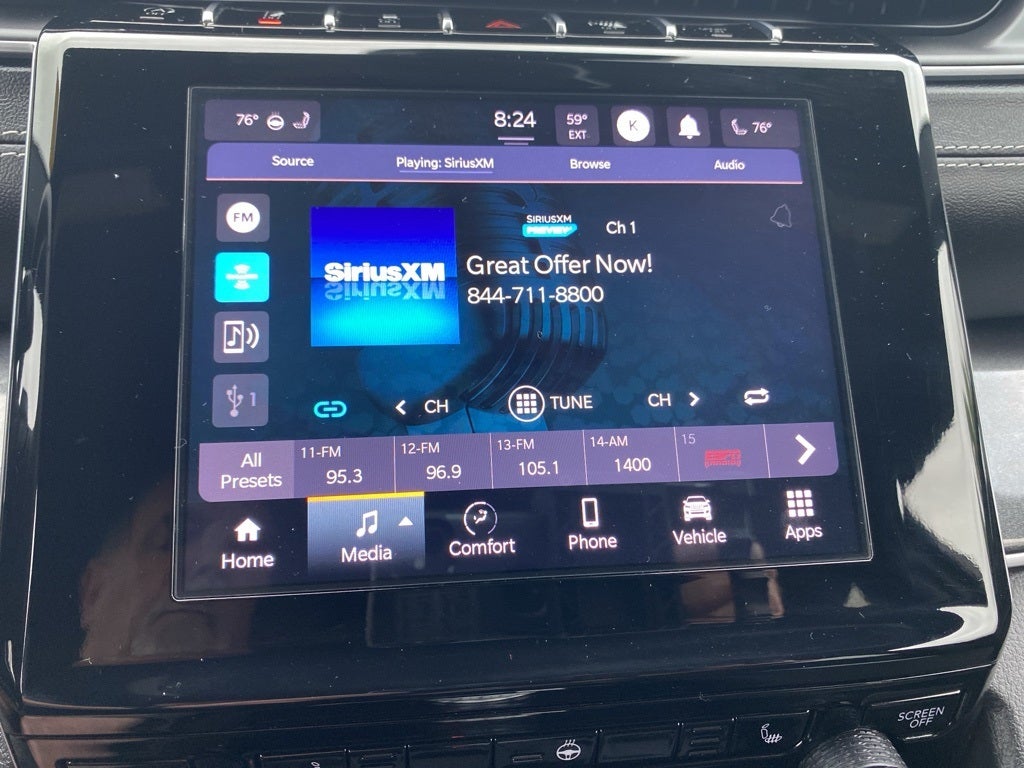 76° 8:24 59° EXT K 76°
Source Playing: SiriusXM Browse Audio
FM
SIRIUSXM PREVIEW Ch 1
SiriusXM
Great Offer Now!
844-711-8800
1
CH TUNE CH
All Presets
11-FM 95.3
12-FM 96.9
13-FM 105.1
14-AM 1400
15
Home Media Comfort Phone Vehicle Apps
SCREEN OFF